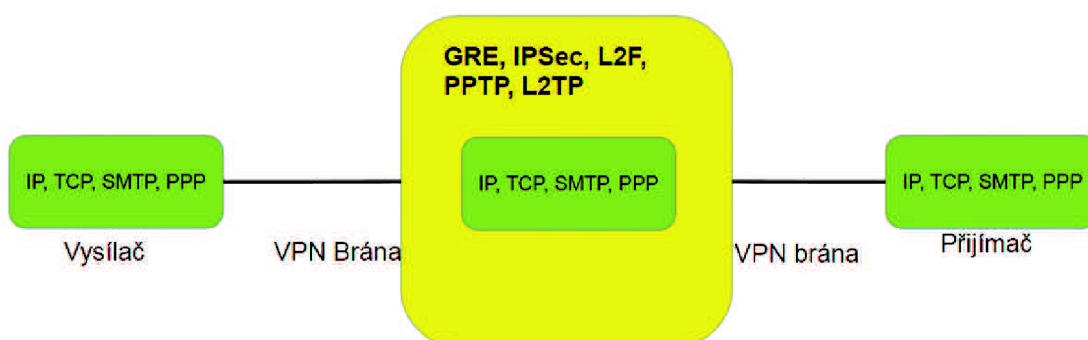 GRE, IPSec, L2F,
PPTP, L2TP
IP, TCP, SMTP, PPP
IP, TCP, SMTP, PPP
IP, TCP, SMTP, PPP
Vysílač
VPN Brána
VPN brána
Přijímač